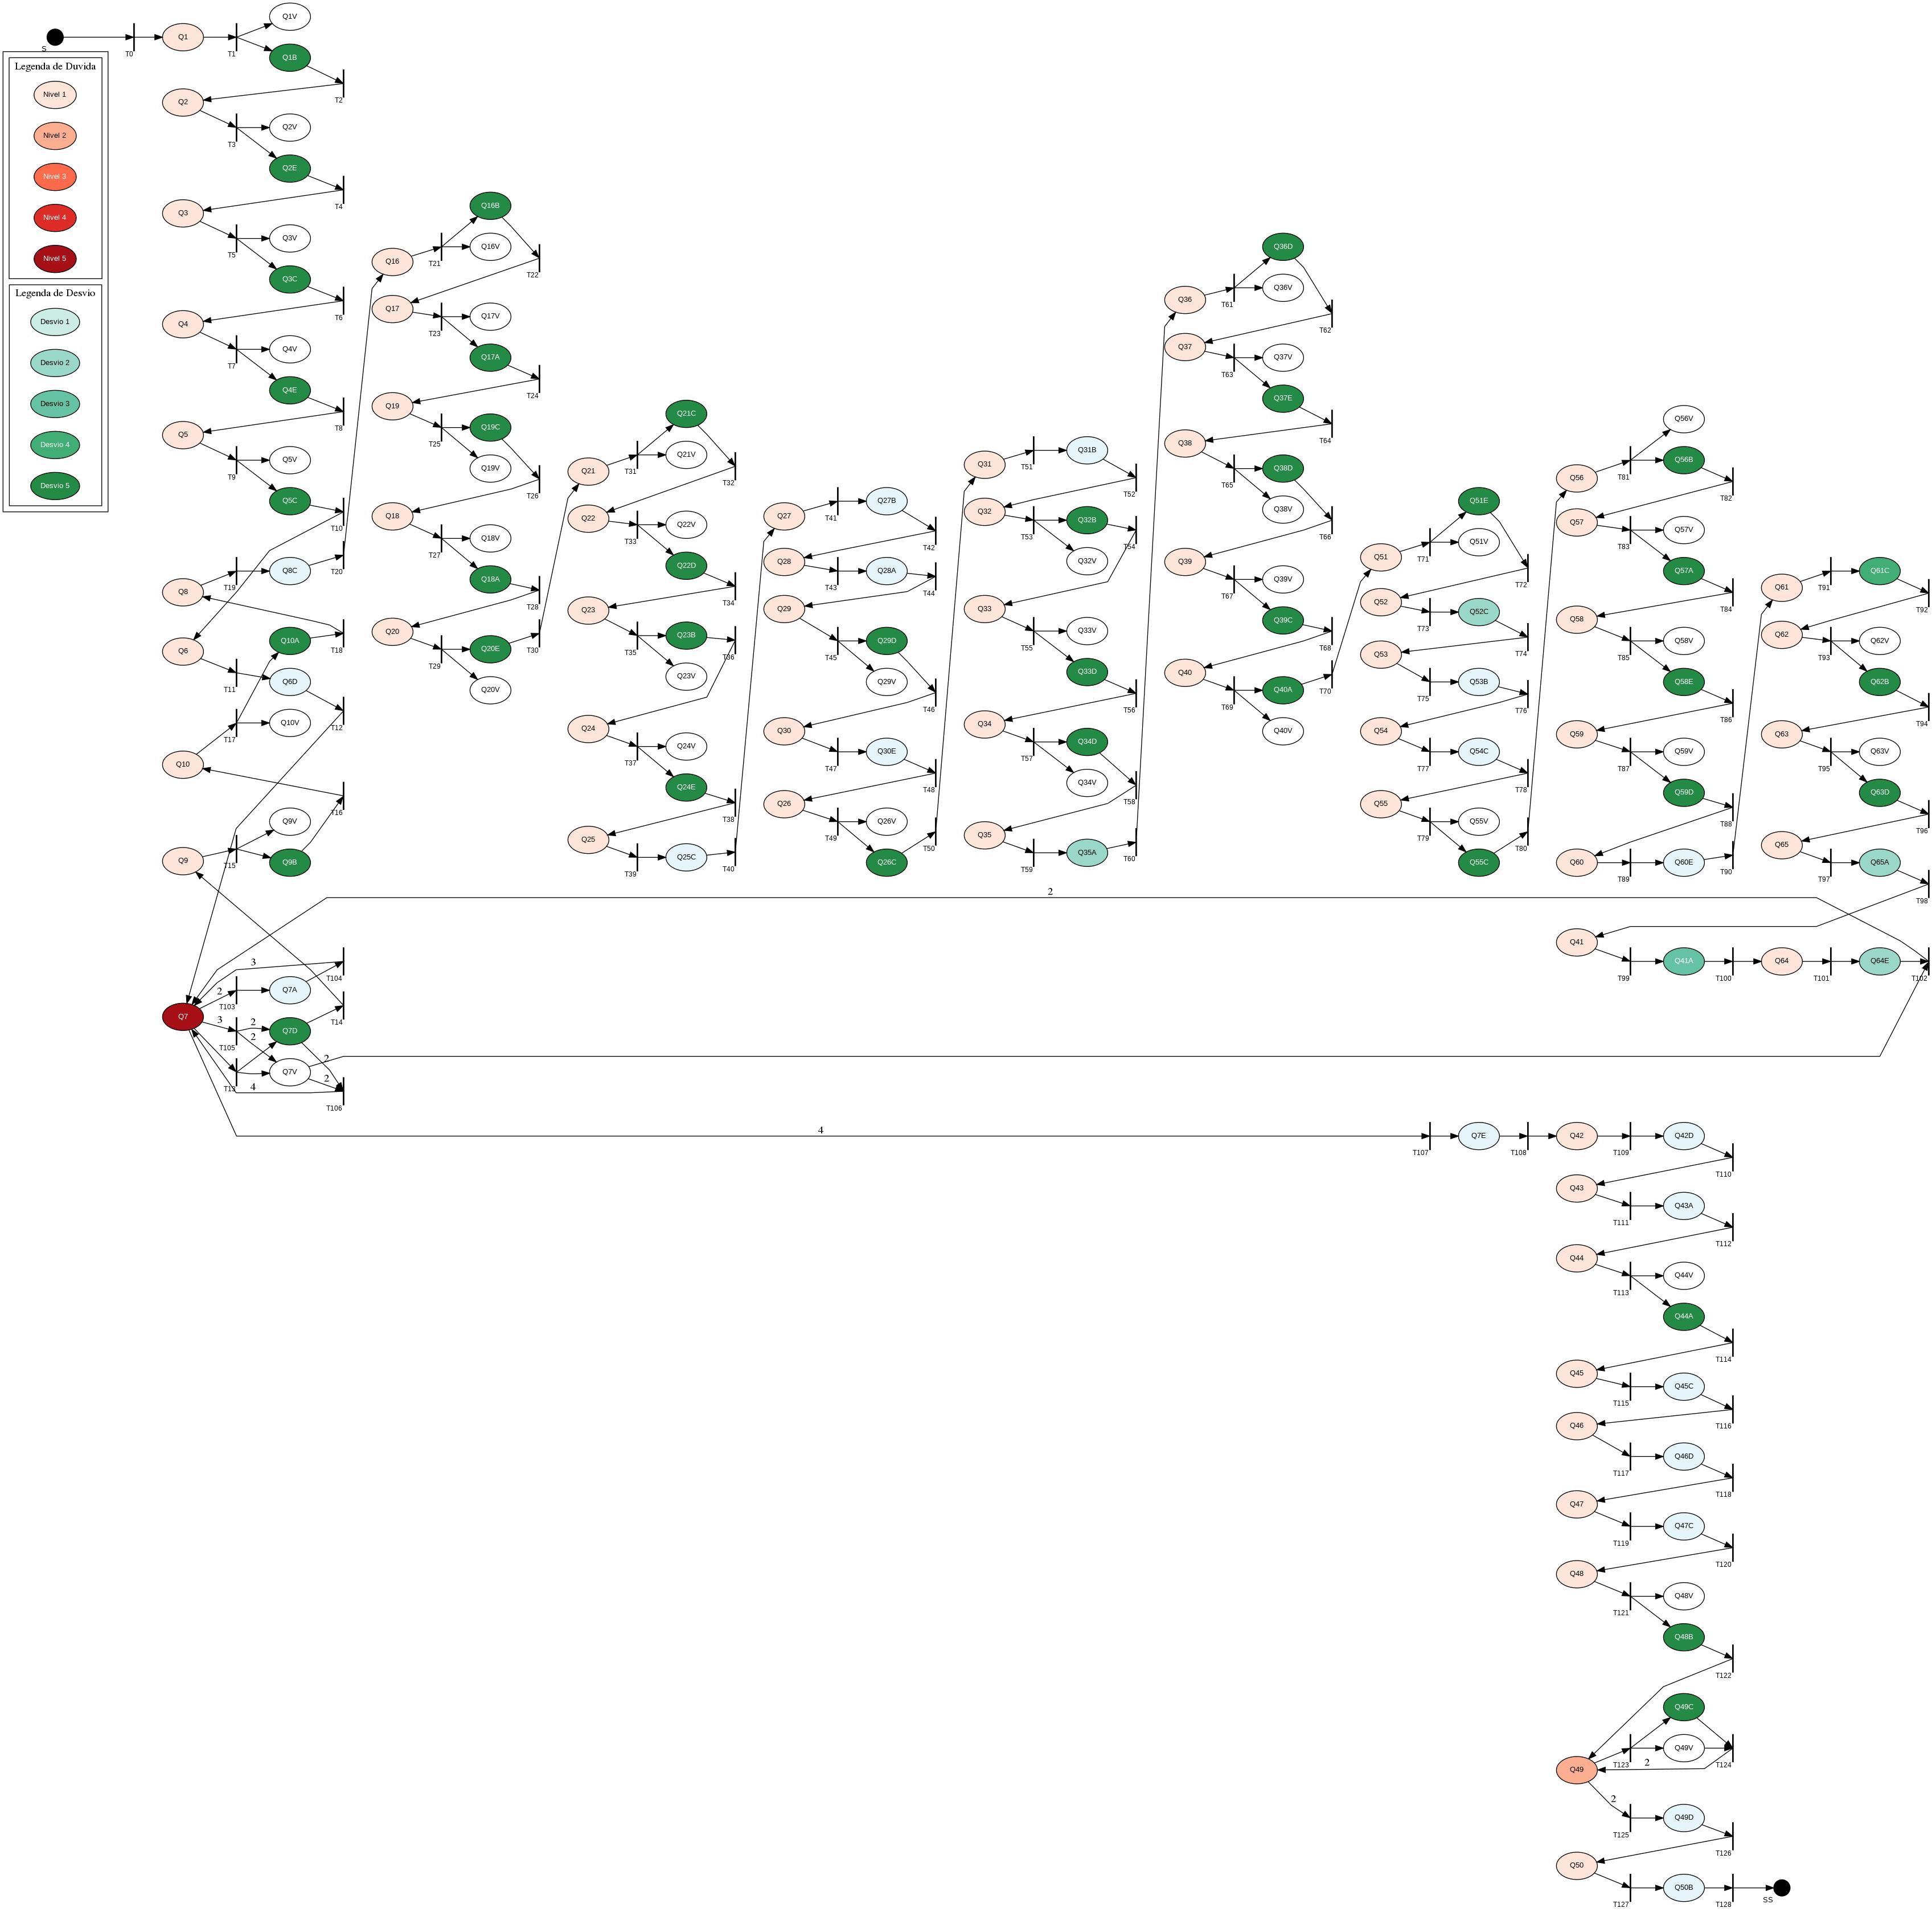 S
T0
Q1
T1
Q1V
Q1B
T2
Legenda de Duvida
Nivel 1
Nivel 2
Nivel 3
Nivel 4
Nivel 5
Legenda de Desvio
Desvio 1
Desvio 2
Desvio 3
Desvio 4
Desvio 5
Q2
T3
Q2V
Q2E
T4
Q3
T5
Q3V
Q3C
T6
Q4
T7
Q4V
Q4E
T8
Q5
T9
Q5V
Q5C
T10
Q8
T19
Q8C
T20
Q6
T11
Q6D
T12
Q10A
T18
Q10V
T17
Q10
T16
Q9V
T15
Q9
Q9B
Q16
T21
Q16B
Q16V
T22
Q17
T23
Q17V
Q17A
T24
Q19
T25
Q19C
Q19V
T26
Q18
T27
Q18V
Q18A
T28
Q20
T29
Q20E
Q20V
T30
Q21
T31
Q21C
Q21V
T32
Q22
T33
Q22V
Q22D
T34
Q23
T35
Q23B
Q23V
T36
Q24
T37
Q24V
Q24E
T38
Q25
T39
Q25C
T40
Q27
T41
Q27B
T42
Q28
T43
Q28A
T44
Q29
T45
Q29D
Q29V
T46
Q30
T47
Q30E
T48
Q26
T49
Q26V
Q26C
T50
Q31
T51
Q31B
T52
Q32
T53
Q32B
Q32V
T54
Q33
T55
Q33V
Q33D
T56
Q34
T57
Q34D
Q34V
T58
Q35
T59
Q35A
T60
Q36
T61
Q36D
Q36V
T62
Q37
T63
Q37V
Q37E
T64
Q38
T65
Q38D
Q38V
T66
Q39
T67
Q39V
Q39C
T68
Q40
T69
Q40A
Q40V
T70
Q51
T71
Q51E
Q51V
T72
Q52
T73
Q52C
T74
Q53
T75
Q53B
T76
Q54
T77
Q54C
T78
Q55
T79
Q55V
Q55C
T80
Q56
T81
Q56V
Q56B
T82
Q57
T83
Q57V
Q57A
T84
Q58
T85
Q58V
Q58E
T86
Q59
T87
Q59V
Q59D
T88
Q60
T89
Q60E
T90
Q61
T91
Q61C
T92
Q62
T93
Q62V
Q62B
T94
Q63
T95
Q63V
Q63D
T96
Q65
T97
Q65A
T98
2
Q41
T99
Q41A
T100
Q64
T101
Q64E
T102
3
T104
2
T103
Q7A
Q7
3
T105
2
2
Q7D
T14
T13
Q7V
2
2
4
T106
4
T107
Q7E
T108
Q42
T109
Q42D
T110
Q43
T111
Q43A
T112
Q44
T113
Q44V
Q44A
T114
Q45
T115
Q45C
T116
Q46
T117
Q46D
T118
Q47
T119
Q47C
T120
Q48
T121
Q48V
Q48B
T122
Q49C
Q49V
T123
T124
2
Q49
2
T125
Q49D
T126
Q50
T127
Q50B
T128
SS